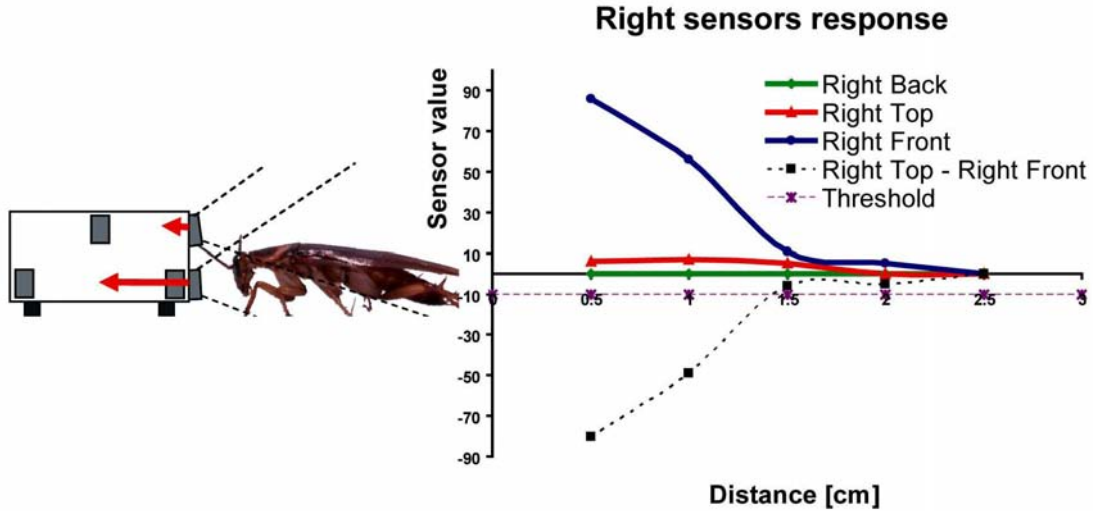 Right sensors response
Sensor value
90
70
50
30
10
-10
-30
-50
-70
-90
0
0.5
1
1.5
2
2.5
3
Right Back
Right Top
Right Front
Right Top - Right Front
Threshold
Distance [cm]